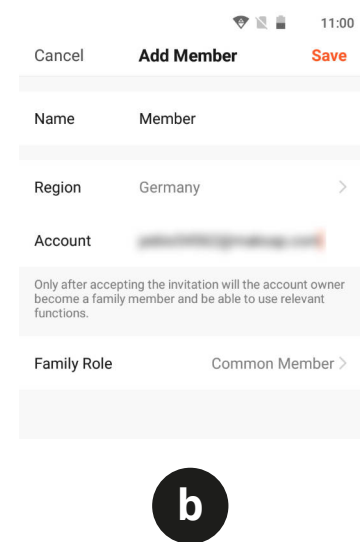 11:00
Cancel Add Member Save
Name Member
Region Germany
Account
Only after accepting the invitation will the account owner
become a family member and be able to use relevant
functions.
Family Role Common Member
b